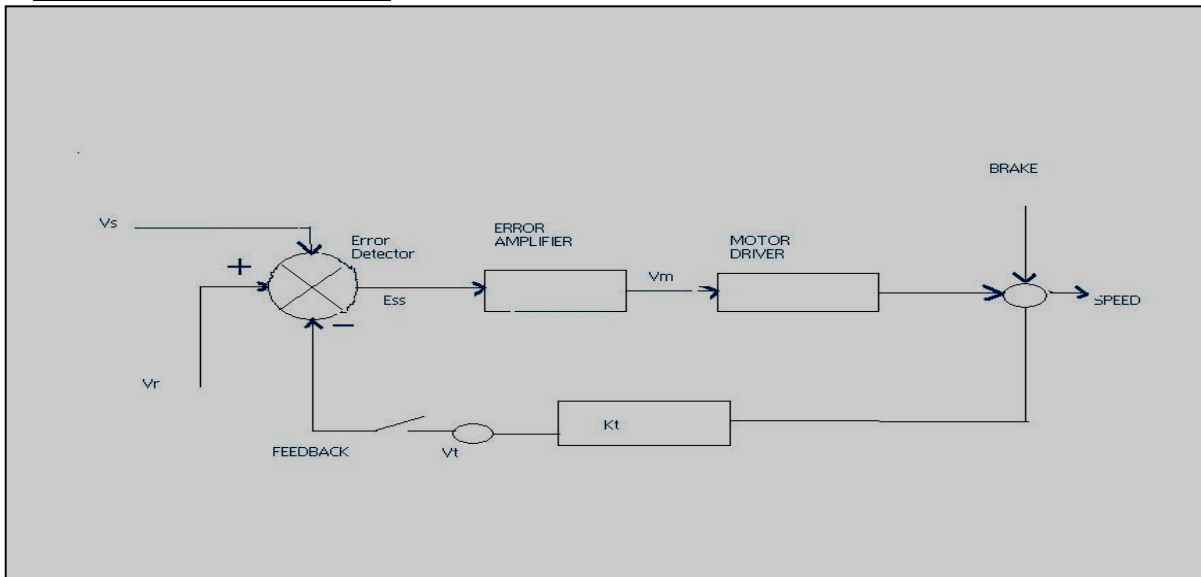 BRAKE
Vs
Error
Detector
ERROR
AMPLIFIER
MOTOR
DRIVER
+
Ess
Vm
SPEED
−
Vr
FEEDBACK
Vt
Kt